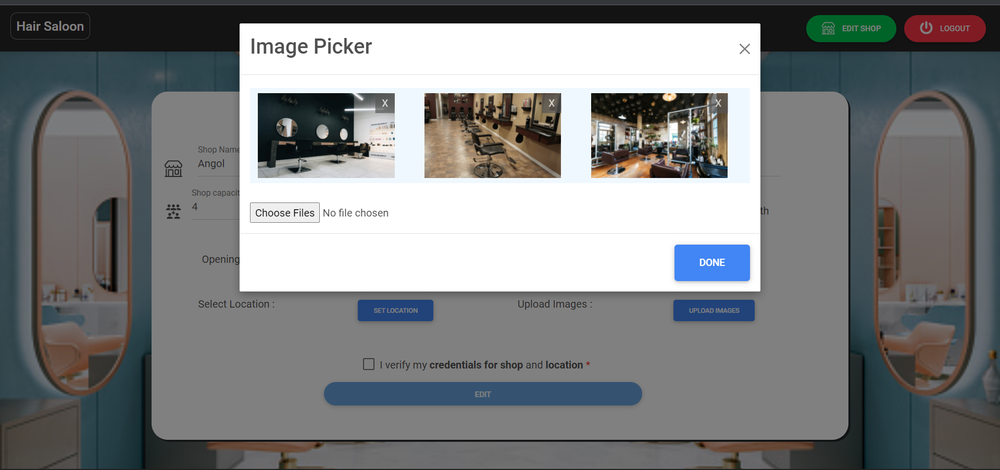 Hair Saloon
EDIT SHOP
LOGOUT
Image Picker
X
X
X
Choose Files No file chosen
DONE
Shop Name
Angol
Shop capacit
4
th
Opening
Select Location :
SET LOCATION
Upload Images :
UPLOAD IMAGES
I verify my credentials for shop and location *
EDIT